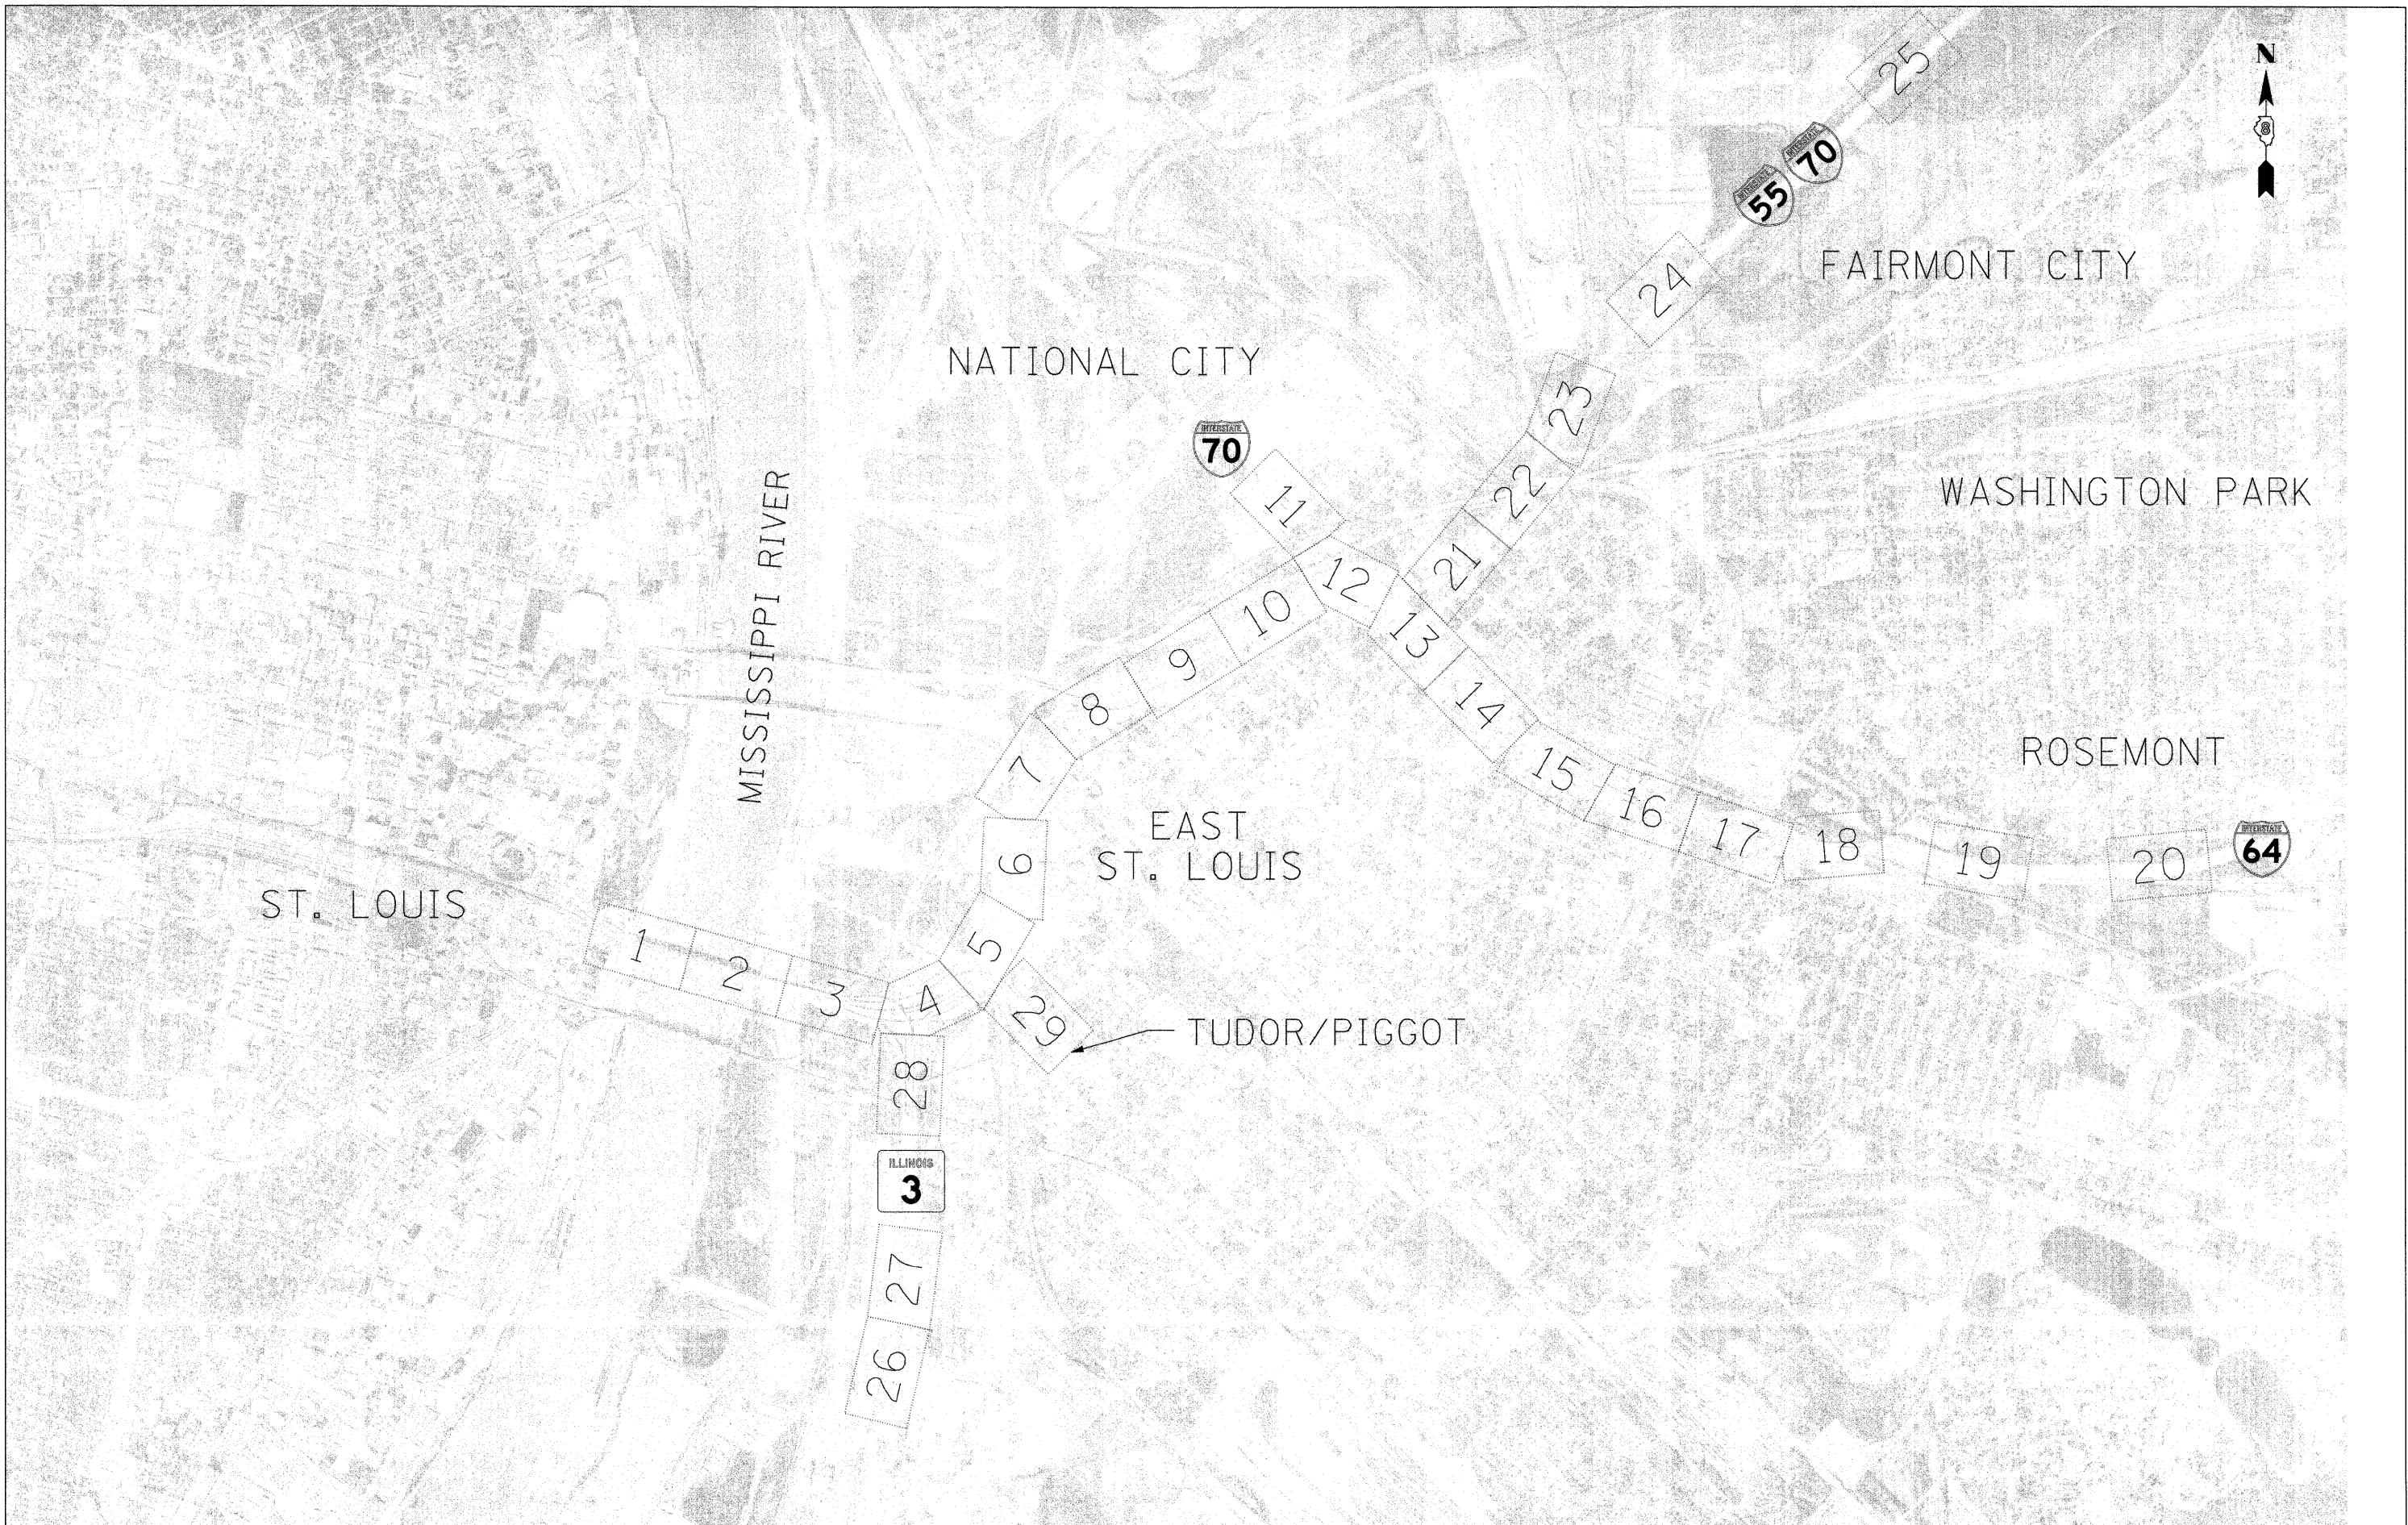 N
8
25
INTERSTATE
70
INTERSTATE
55
FAIRMONT CITY
24
NATIONAL CITY
23
INTERSTATE
70
11
22
WASHINGTON PARK
MISSISSIPPI RIVER
12
21
10
13
9
8
14
7
15
ROSEMONT
16
17
18
19
20
INTERSTATE
64
EAST
ST. LOUIS
6
ST. LOUIS
1
2
3
4
5
29
TUDOR/PIGGOT
28
ILLINOIS
3
27
26